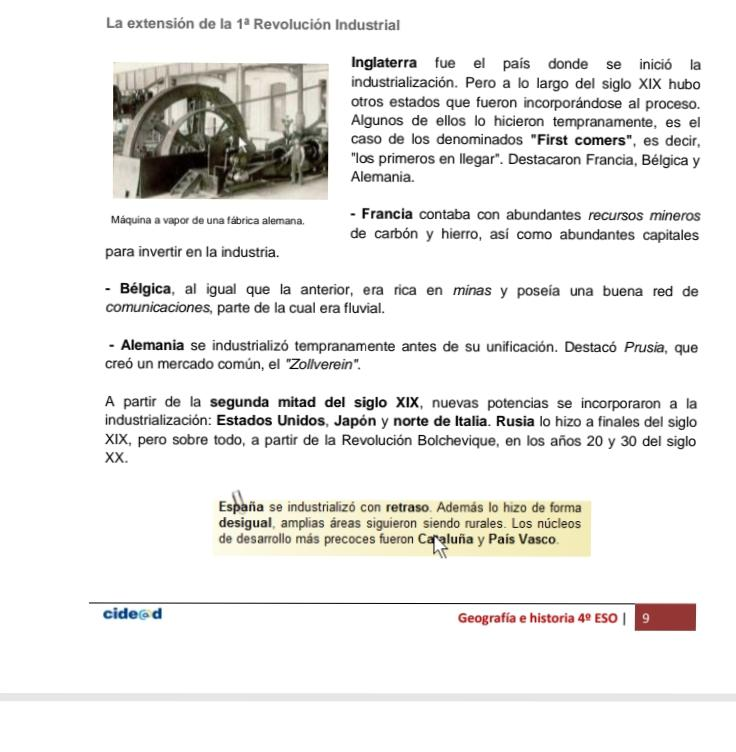 La extensión de la 1ª Revolución Industrial
Inglaterra fue el país donde se inició la
industrialización. Pero a lo largo del siglo XIX hubo
otros estados que fueron incorporándose al proceso.
Algunos de ellos lo hicieron tempranamente, es el
caso de los denominados "First comers", es decir,
"los primeros en llegar". Destacaron Francia, Bélgica y
Alemania.
Máquina a vapor de una fábrica alemana.
- Francia contaba con abundantes recursos mineros
de carbón y hierro, así como abundantes capitales
para invertir en la industria.
- Bélgica, al igual que la anterior, era rica en minas y poseía una buena red de
comunicaciones, parte de la cual era fluvial.
- Alemania se industrializó tempranamente antes de su unificación. Destacó Prusia, que
creó un mercado común, el "Zollverein".
A partir de la segunda mitad del siglo XIX, nuevas potencias se incorporaron a la
industrialización: Estados Unidos, Japón y norte de Italia. Rusia lo hizo a finales del siglo
XIX, pero sobre todo, a partir de la Revolución Bolchevique, en los años 20 y 30 del siglo
XX.
España se industrializó con retraso. Además lo hizo de forma
desigual, amplias áreas siguieron siendo rurales. Los núcleos
de desarrollo más precoces fueron Cataluña y País Vasco.
cide@d
Geografía e historia 4º ESO | 9